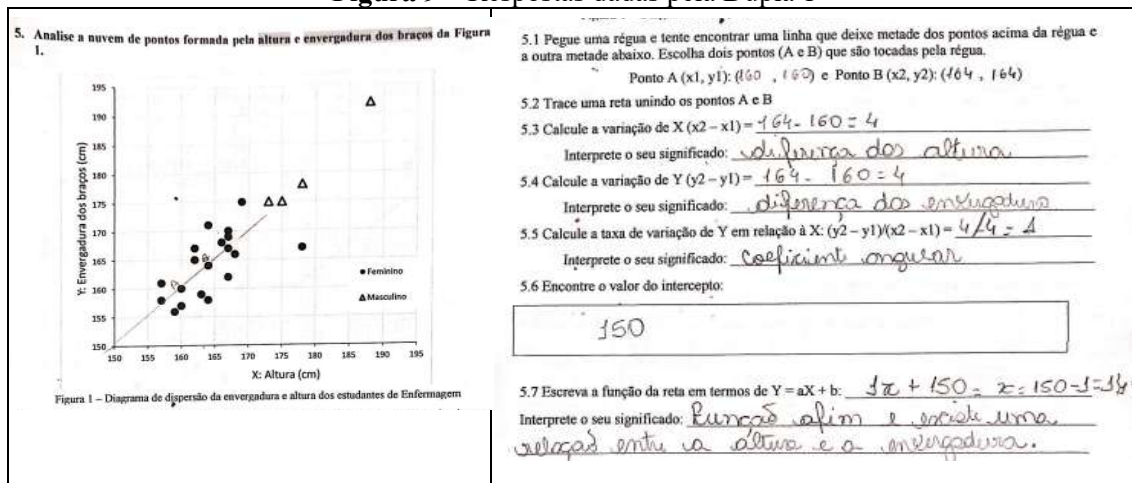 5. Analise a nuvem de pontos formada pela altura e envergadura dos braços da Figura
1.
195
190
185
180
175
170
165
160
155
150
Y: Envergadura dos braços (cm)
A
B
● Feminino
△ Masculino
150 155 160 165 170 175 180 185 190 195
X: Altura (cm)
Figura 1 – Diagrama de dispersão da envergadura e altura dos estudantes de Enfermagem
5.1 Pegue uma régua e tente encontrar uma linha que deixe metade dos pontos acima da régua e
a outra metade abaixo. Escolha dois pontos (A e B) que são tocadas pela régua.
Ponto A (x1, y1): (160 , 160) e Ponto B (x2, y2): (164 , 164)
5.2 Trace uma reta unindo os pontos A e B
5.3 Calcule a variação de X (x2 – x1) = 164 - 160 = 4
Interprete o seu significado: diferença dos altura
5.4 Calcule a variação de Y (y2 – y1) = 164 - 160 = 4
Interprete o seu significado: diferença dos envergadura
5.5 Calcule a taxa de variação de Y em relação à X: (y2 – y1)/(x2 – x1) = 4/4 = 1
Interprete o seu significado: Coeficiente angular
5.6 Encontre o valor do intercepto:
150
5.7 Escreva a função da reta em termos de Y = aX + b: 1x + 150 = x = 150 - 1 = 14
Interprete o seu significado: Função afim e existe uma
relação entre a altura e a envergadura.